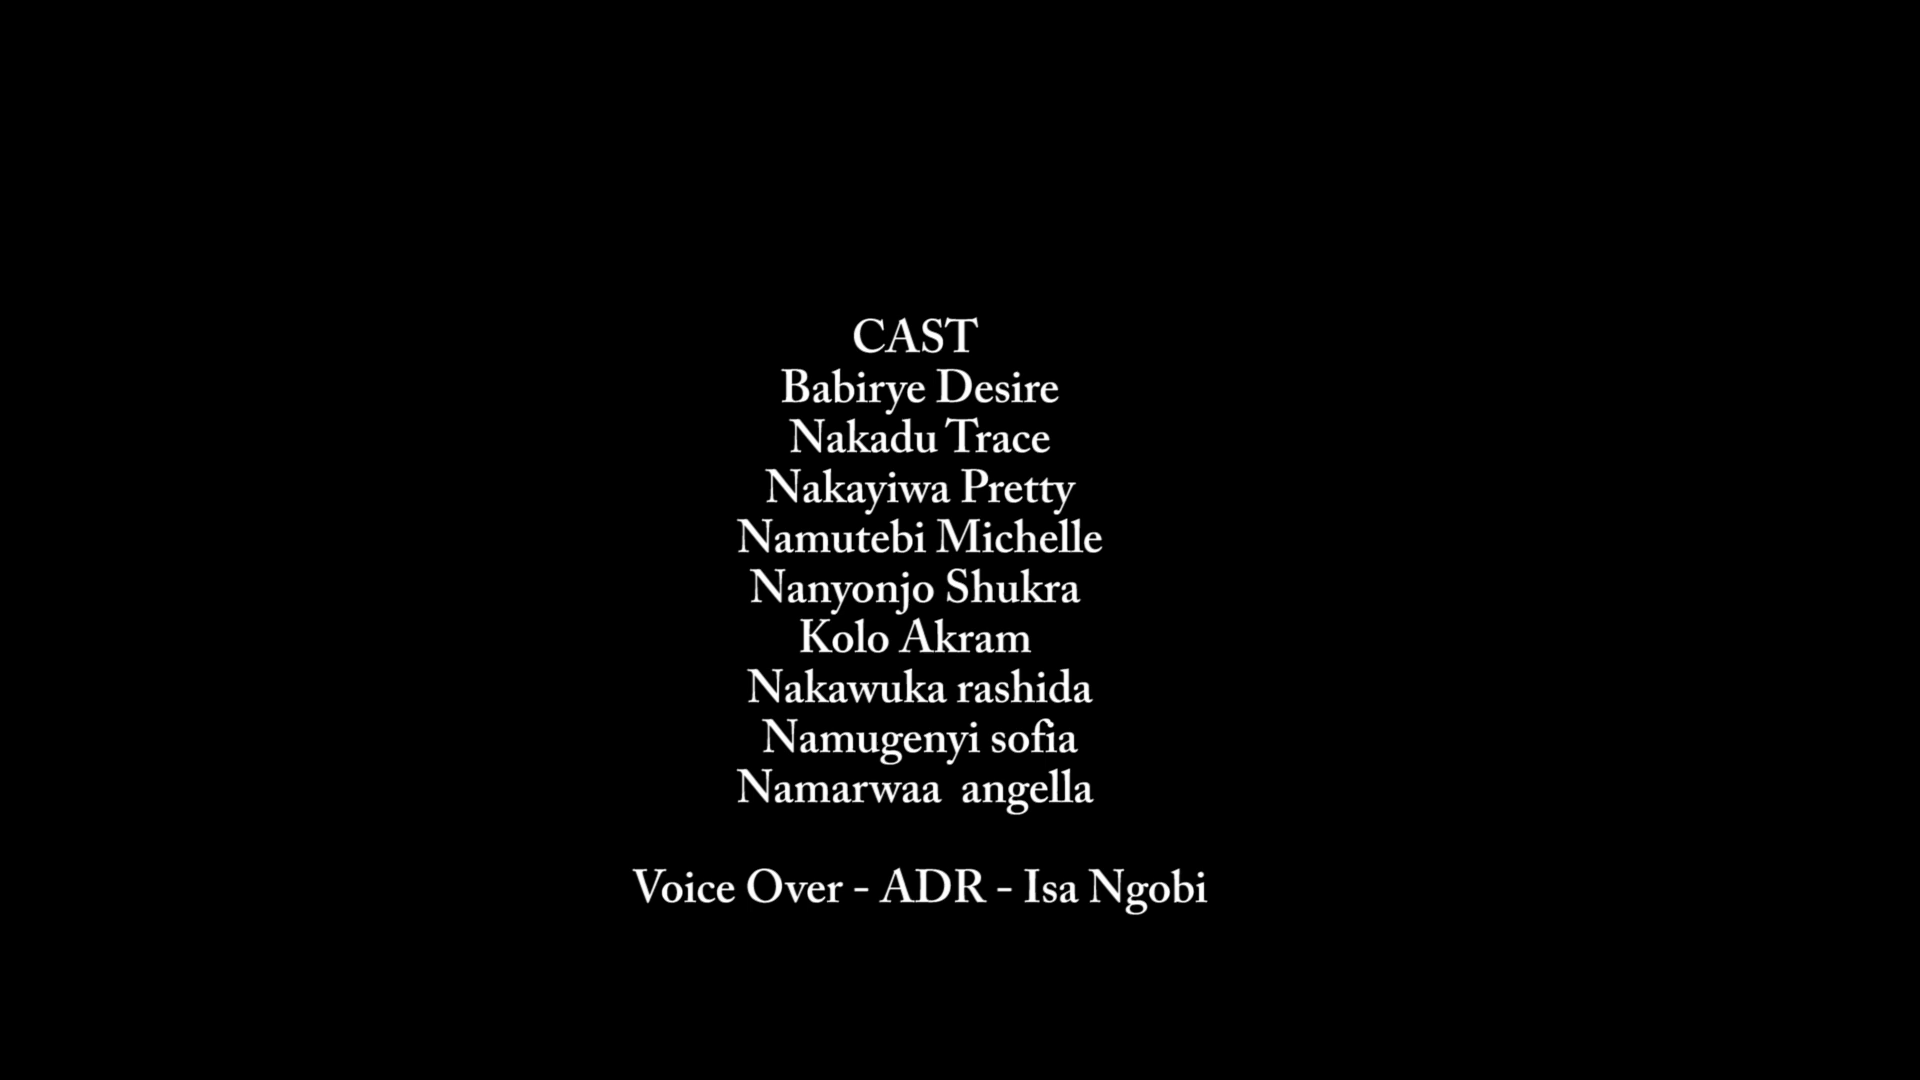 CAST
Babirye Desire
Nakadu Trace
Nakayiwa Pretty
Namutebi Michelle
Nanyonjo Shukra
Kolo Akram
Nakawuka rashida
Namugenyi sofia
Namarwaa  angella
Voice Over - ADR - Isa Ngobi